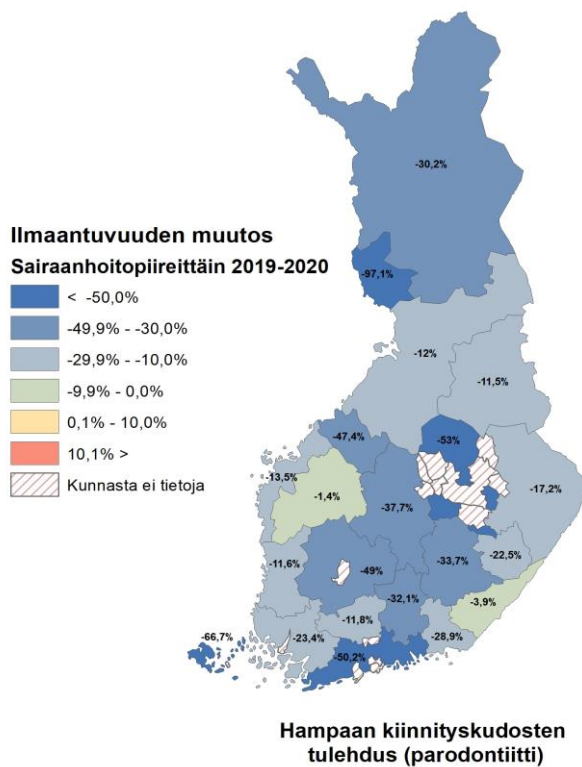 -30,2%
Ilmaantuvuuden muutos
Sairaanhoitopiireittäin 2019-2020
< -50,0%
-49,9% - -30,0%
-29,9% - -10,0%
-9,9% - 0,0%
0,1% - 10,0%
10,1% >
Kunnasta ei tietoja
-97,1%
-12%
-11,5%
-47,4%
-53%
-13,5%
-1,4%
-37,7%
-17,2%
-11,6%
-49%
-33,7%
-22,5%
-32,1%
-3,9%
-11,8%
-66,7%
-23,4%
-28,9%
-50,2%
Hampaan kiinnityskudosten
tulehdus (parodontiitti)